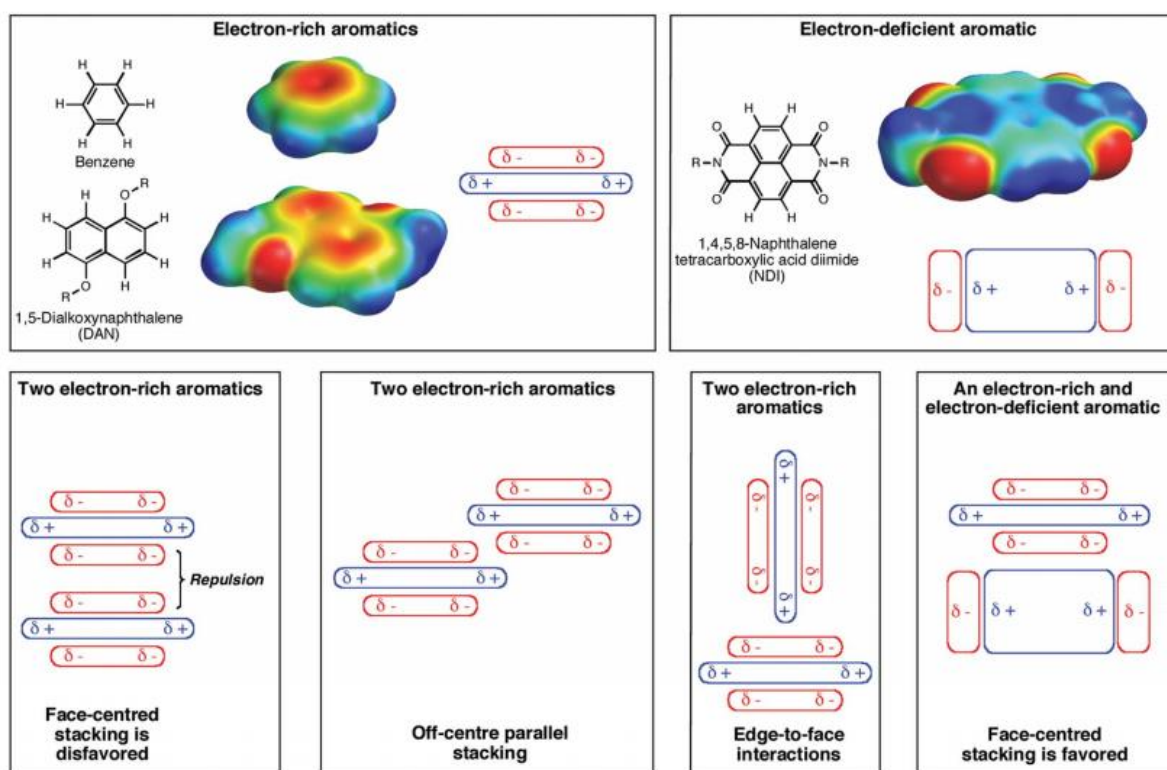 Electron-rich aromatics
H H
H H
H H
Benzene
O R
H H
H H
H H
R O
1,5-Dialkoxynaphthalene
(DAN)
δ - δ -
δ + δ +
δ - δ -
Electron-deficient aromatic
H H
O O
R-N N-R
O O
H H
1,4,5,8-Naphthalene
tetracarboxylic acid diimide
(NDI)
δ - δ + δ + δ -
Two electron-rich aromatics
δ - δ -
δ + δ +
δ - δ -
Repulsion
δ - δ -
δ + δ +
δ - δ -
Face-centred
stacking is
disfavored
Two electron-rich aromatics
δ - δ -
δ + δ +
δ - δ -
δ - δ -
δ + δ +
δ - δ -
Off-centre parallel
stacking
Two electron-rich
aromatics
δ +
δ - δ -
δ - δ -
δ +
δ - δ -
δ + δ +
δ - δ -
Edge-to-face
interactions
An electron-rich and
electron-deficient aromatic
δ - δ -
δ + δ +
δ - δ -
δ - δ + δ + δ -
Face-centred
stacking is favored